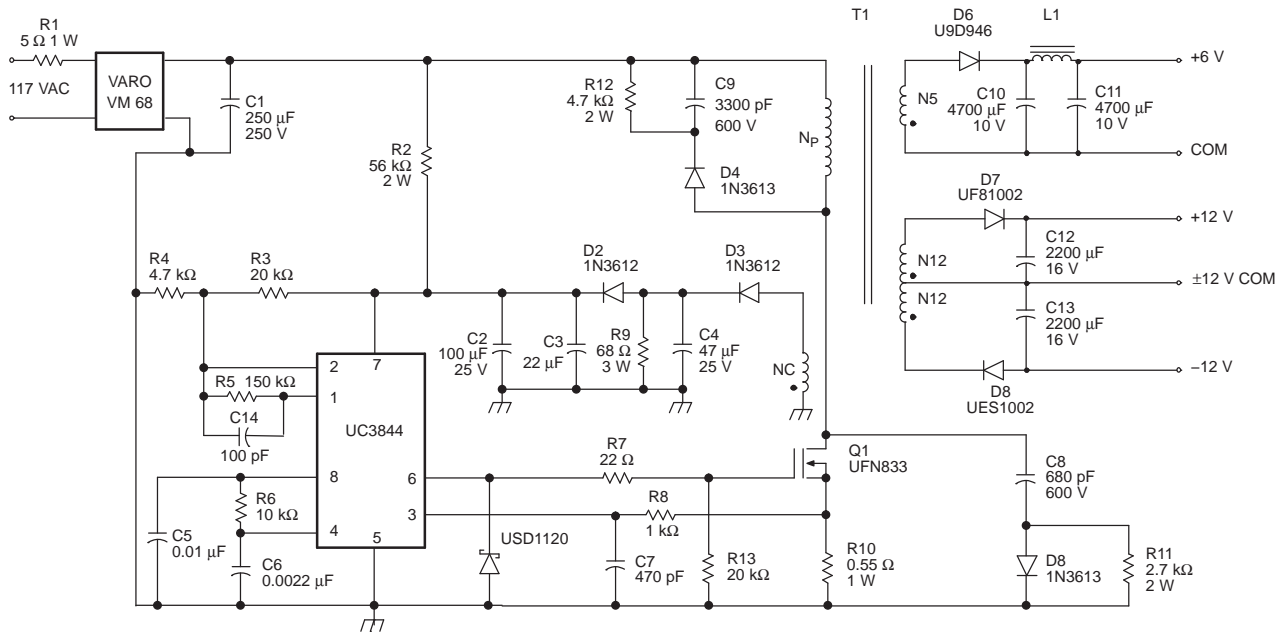 R1
5 Ω 1 W
117 VAC
VARO
VM 68
C1
250 µF
250 V
R2
56 kΩ
2 W
R12
4.7 kΩ
2 W
C9
3300 pF
600 V
D4
1N3613
NP
T1
N5
D6
U9D946
L1
C10
4700 µF
10 V
C11
4700 µF
10 V
+6 V
COM
D7
UF81002
N12
N12
C12
2200 µF
16 V
C13
2200 µF
16 V
+12 V
±12 V COM
−12 V
D8
UES1002
R4
4.7 kΩ
R3
20 kΩ
D2
1N3612
D3
1N3612
C2
100 µF
25 V
C3
22 µF
R9
68 Ω
3 W
C4
47 µF
25 V
NC
R5 150 kΩ
C14
100 pF
2
1
7
UC3844
8
4
5
6
3
R6
10 kΩ
C5
0.01 µF
C6
0.0022 µF
USD1120
R7
22 Ω
R8
1 kΩ
C7
470 pF
R13
20 kΩ
Q1
UFN833
R10
0.55 Ω
1 W
C8
680 pF
600 V
D8
1N3613
R11
2.7 kΩ
2 W